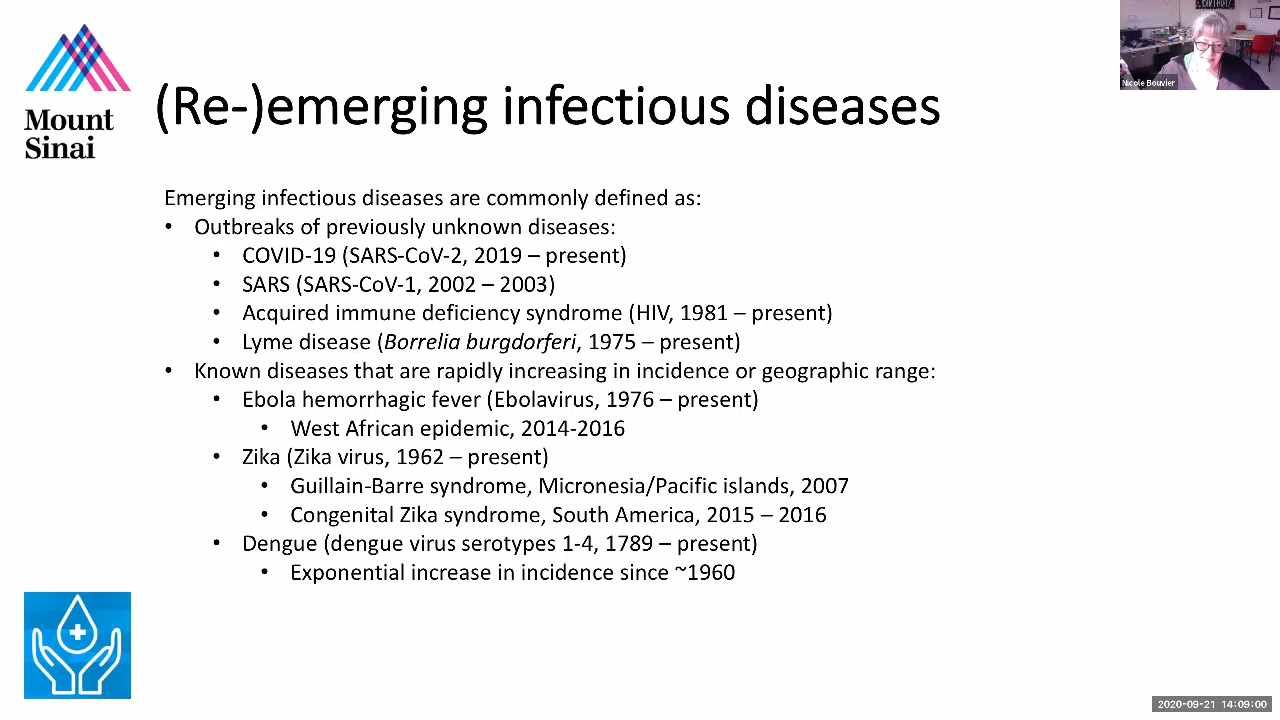 Mount
Sinai
(Re-)emerging infectious diseases
Nicole Bouvier
Emerging infectious diseases are commonly defined as:
• Outbreaks of previously unknown diseases:
• COVID-19 (SARS-CoV-2, 2019 – present)
• SARS (SARS-CoV-1, 2002 – 2003)
• Acquired immune deficiency syndrome (HIV, 1981 – present)
• Lyme disease (Borrelia burgdorferi, 1975 – present)
• Known diseases that are rapidly increasing in incidence or geographic range:
• Ebola hemorrhagic fever (Ebolavirus, 1976 – present)
• West African epidemic, 2014-2016
• Zika (Zika virus, 1962 – present)
• Guillain-Barre syndrome, Micronesia/Pacific islands, 2007
• Congenital Zika syndrome, South America, 2015 – 2016
• Dengue (dengue virus serotypes 1-4, 1789 – present)
• Exponential increase in incidence since ~1960
2020-09-21 14:09:00